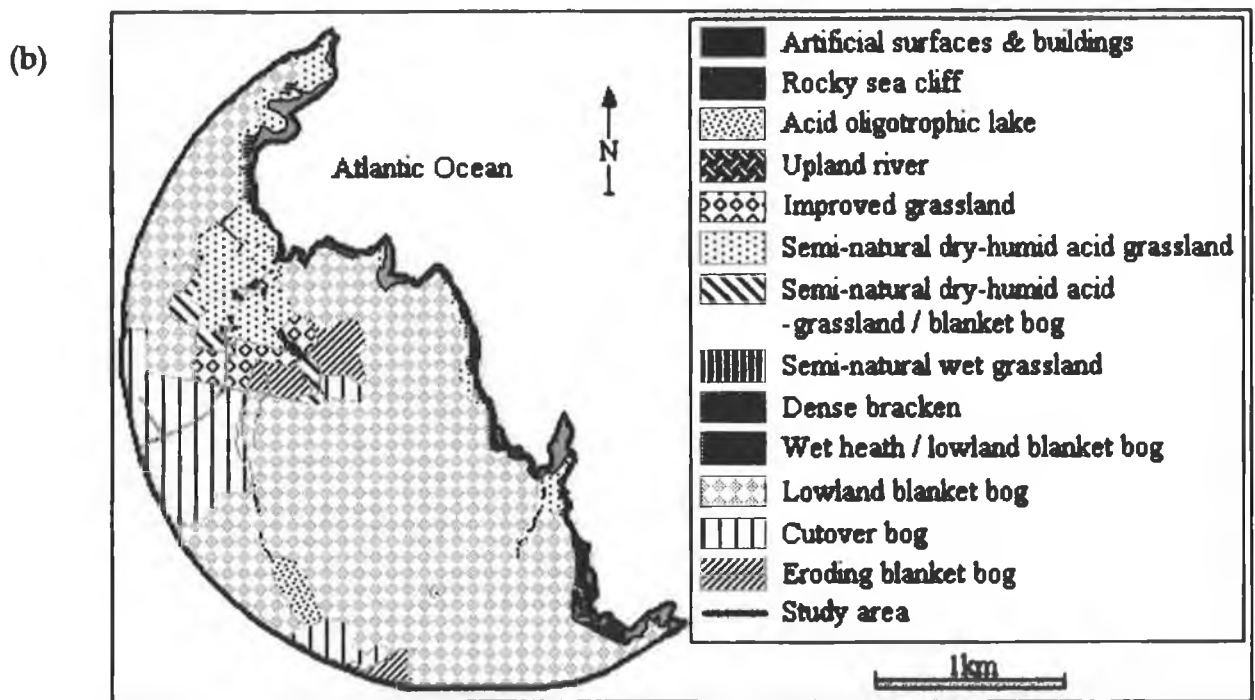 (b)
Atlantic Ocean
N
Artificial surfaces & buildings
Rocky sea cliff
Acid oligotrophic lake
Upland river
Improved grassland
Semi-natural dry-humid acid grassland
Semi-natural dry-humid acid
-grassland / blanket bog
Semi-natural wet grassland
Dense bracken
Wet heath / lowland blanket bog
Lowland blanket bog
Cutover bog
Eroding blanket bog
Study area
1km